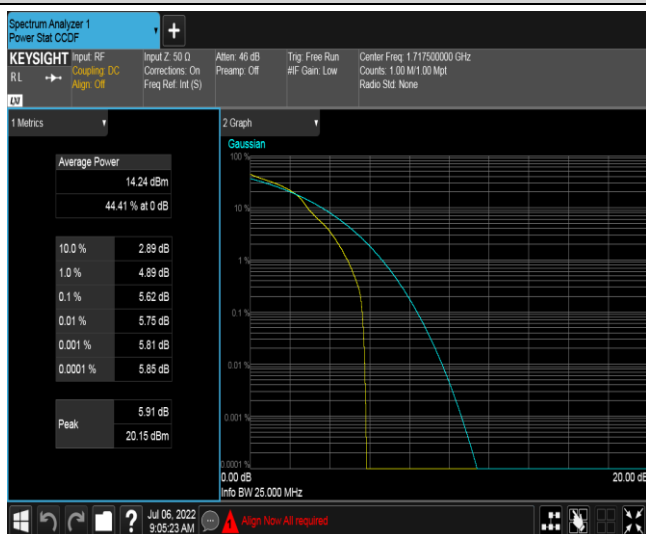 Spectrum Analyzer 1
Power Stat CCDF
KEYSIGHT
RL
LXI
Input: RF
Coupling: DC
Align: Off
Input Z: 50 Ω
Corrections: On
Freq Ref: Int (S)
Atten: 46 dB
Preamp: Off
Trig: Free Run
#IF Gain: Low
Center Freq: 1.717500000 GHz
Counts: 1.00 M/1.00 Mpt
Radio Std: None
1 Metrics
Average Power
14.24 dBm
44.41 % at 0 dB
10.0 % 2.89 dB
1.0 % 4.89 dB
0.1 % 5.62 dB
0.01 % 5.75 dB
0.001 % 5.81 dB
0.0001 % 5.85 dB
Peak
5.91 dB
20.15 dBm
2 Graph
Gaussian
100 %
10 %
1 %
0.1 %
0.01 %
0.001 %
0.0001 %
0.00 dB
20.00 dB
Info BW 25.000 MHz
Jul 06, 2022
9:05:23 AM
Align Now All required